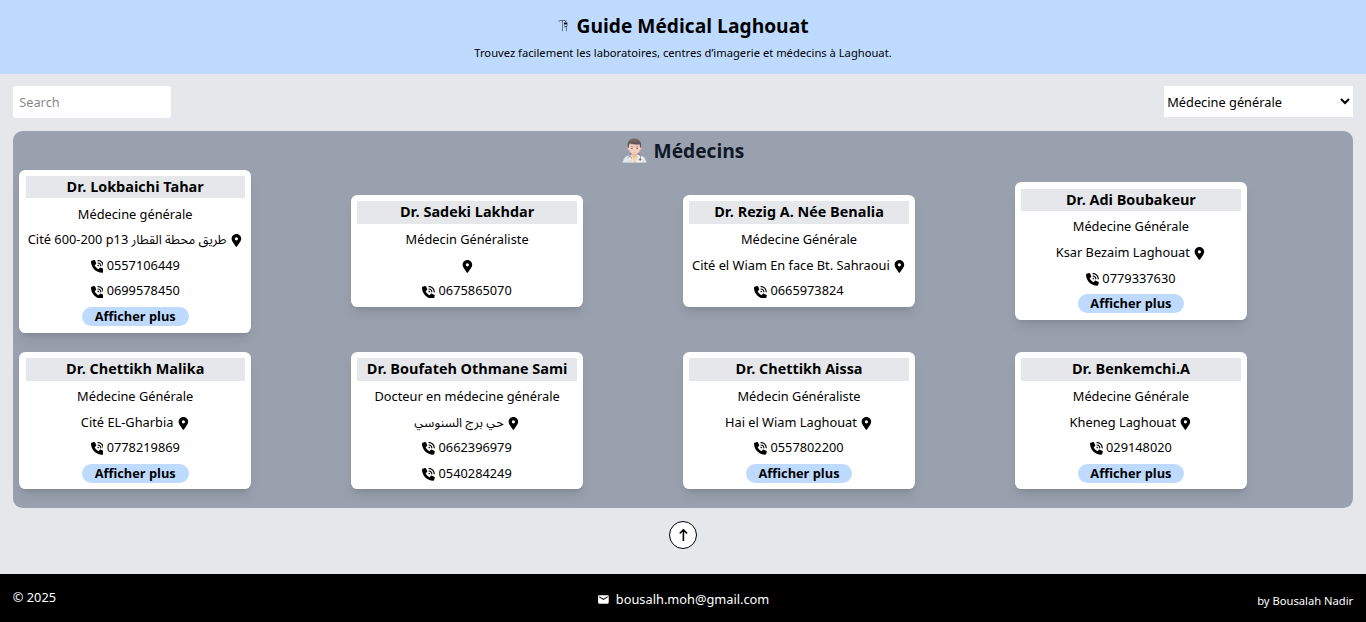 Guide Médical Laghouat
Trouvez facilement les laboratoires, centres d'imagerie et médecins à Laghouat.
Search
Médecine générale
Médecins
Dr. Lokbaichi Tahar
Médecine générale
Cité 600-200 p13 طريق محطة القطار
0557106449
0699578450
Afficher plus
Dr. Sadeki Lakhdar
Médecin Généraliste
0675865070
Dr. Rezig A. Née Benalia
Médecine Générale
Cité el Wiam En face Bt. Sahraoui
0665973824
Dr. Adi Boubakeur
Médecine Générale
Ksar Bezaim Laghouat
0779337630
Afficher plus
Dr. Chettikh Malika
Médecine Générale
Cité EL-Gharbia
0778219869
Afficher plus
Dr. Boufateh Othmane Sami
Docteur en médecine générale
حي برج السنوسي
0662396979
0540284249
Dr. Chettikh Aissa
Médecin Généraliste
Hai el Wiam Laghouat
0557802200
Afficher plus
Dr. Benkemchi.A
Médecine Générale
Kheneg Laghouat
029148020
Afficher plus
© 2025
bousalh.moh@gmail.com
by Bousalah Nadir